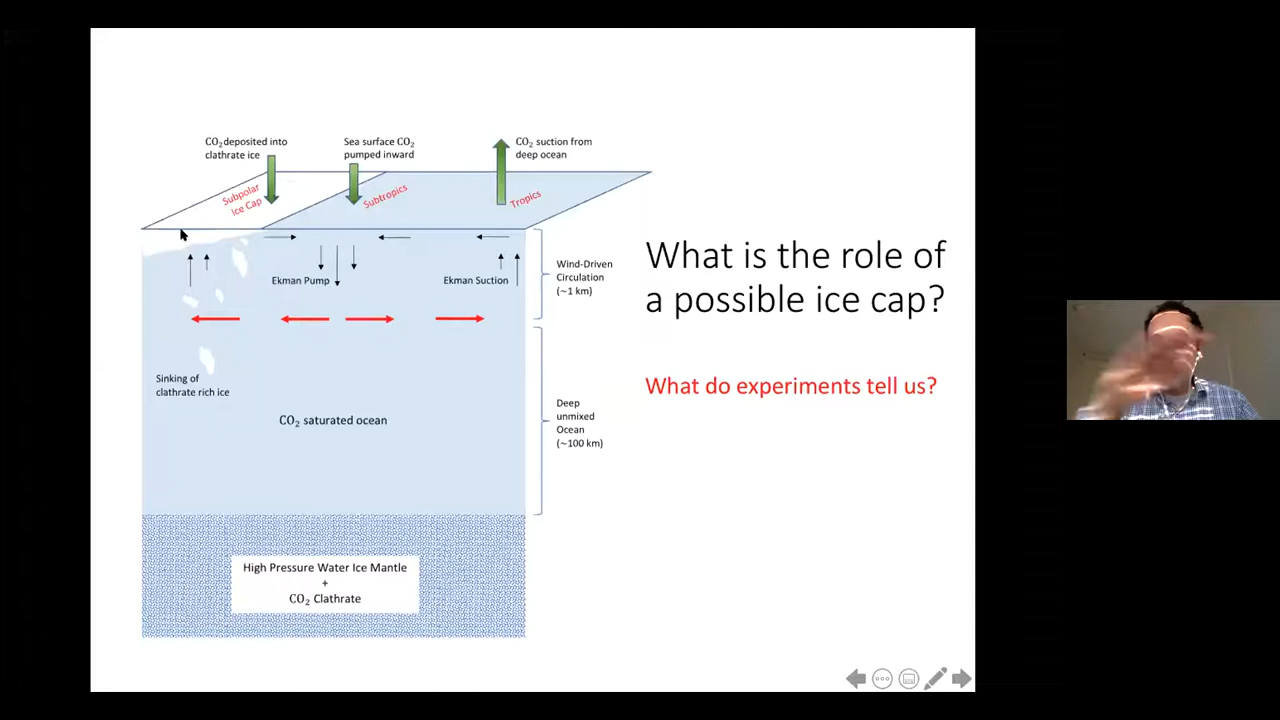 CO₂ deposited into
clathrate ice
Sea surface CO₂
pumped inward
CO₂ suction from
deep ocean
Subpolar
Ice Cap
Subtropics
Tropics
Ekman Pump
Ekman Suction
Wind-Driven
Circulation
(~1 km)
What is the role of
a possible ice cap?
What do experiments tell us?
Sinking of
clathrate rich ice
CO₂ saturated ocean
Deep
unmixed
Ocean
(~100 km)
High Pressure Water Ice Mantle
+
CO₂ Clathrate